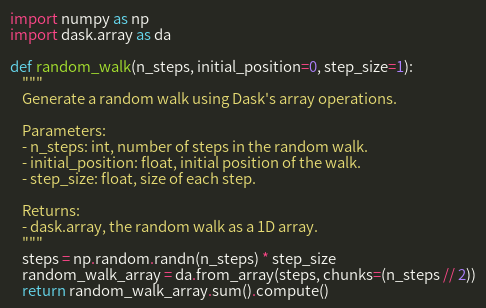 import numpy as np
import dask.array as da

def random_walk(n_steps, initial_position=0, step_size=1):
    """
    Generate a random walk using Dask's array operations.

    Parameters:
    - n_steps: int, number of steps in the random walk.
    - initial_position: float, initial position of the walk.
    - step_size: float, size of each step.

    Returns:
    - dask.array, the random walk as a 1D array.
    """
    steps = np.random.randn(n_steps) * step_size
    random_walk_array = da.from_array(steps, chunks=(n_steps // 2))
    return random_walk_array.sum().compute()